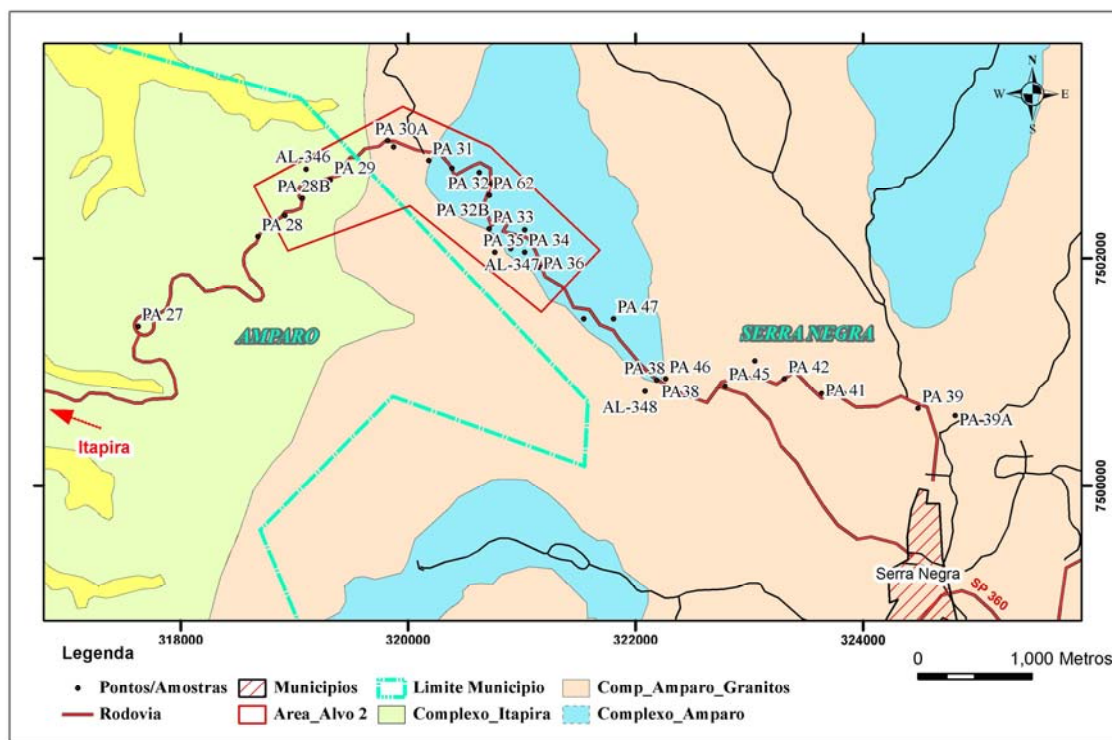 N
W E
S
PA 30A
AL-346
PA 31
PA 29
PA 28B
PA 32
PA 62
PA 32B
PA 33
PA 28
PA 35
PA 34
AL-347
PA 36
7502000
PA 27
PA 47
AMPARO
SERRA NEGRA
PA 38
PA 46
PA 45
PA 42
AL-348
PA 38
PA 41
PA 39
PA-39A
Itapira
7500000
Serra Negra
SP 360
318000
320000
322000
324000
Legenda
0 1,000 Metros
Pontos/Amostras
Municipios
Limite Municipio
Comp_Amparo_Granitos
Rodovia
Area_Alvo 2
Complexo_Itapira
Complexo_Amparo